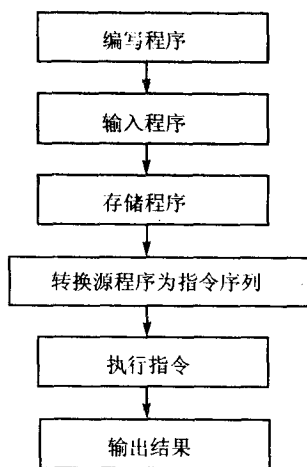 编写程序
输入程序
存储程序
转换源程序为指令序列
执行指令
输出结果